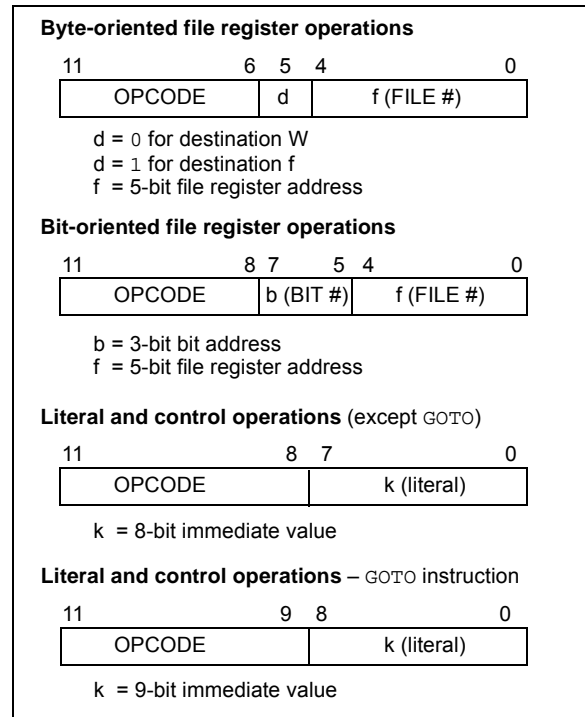 Byte-oriented file register operations
11 6 5 4 0
OPCODE d f (FILE #)
d = 0 for destination W
d = 1 for destination f
f = 5-bit file register address
Bit-oriented file register operations
11 8 7 5 4 0
OPCODE b (BIT #) f (FILE #)
b = 3-bit bit address
f = 5-bit file register address
Literal and control operations (except GOTO)
11 8 7 0
OPCODE k (literal)
k = 8-bit immediate value
Literal and control operations – GOTO instruction
11 9 8 0
OPCODE k (literal)
k = 9-bit immediate value